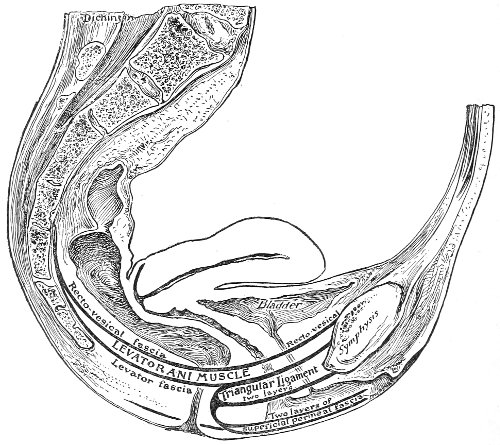 Dickinson
Bladder
Recto vesical fascia
Recto vesical
Symphysis
LEVATOR ANI MUSCLE
Levator fascia
Triangular ligament
two layers
Two layers of
superficial perineal fascia